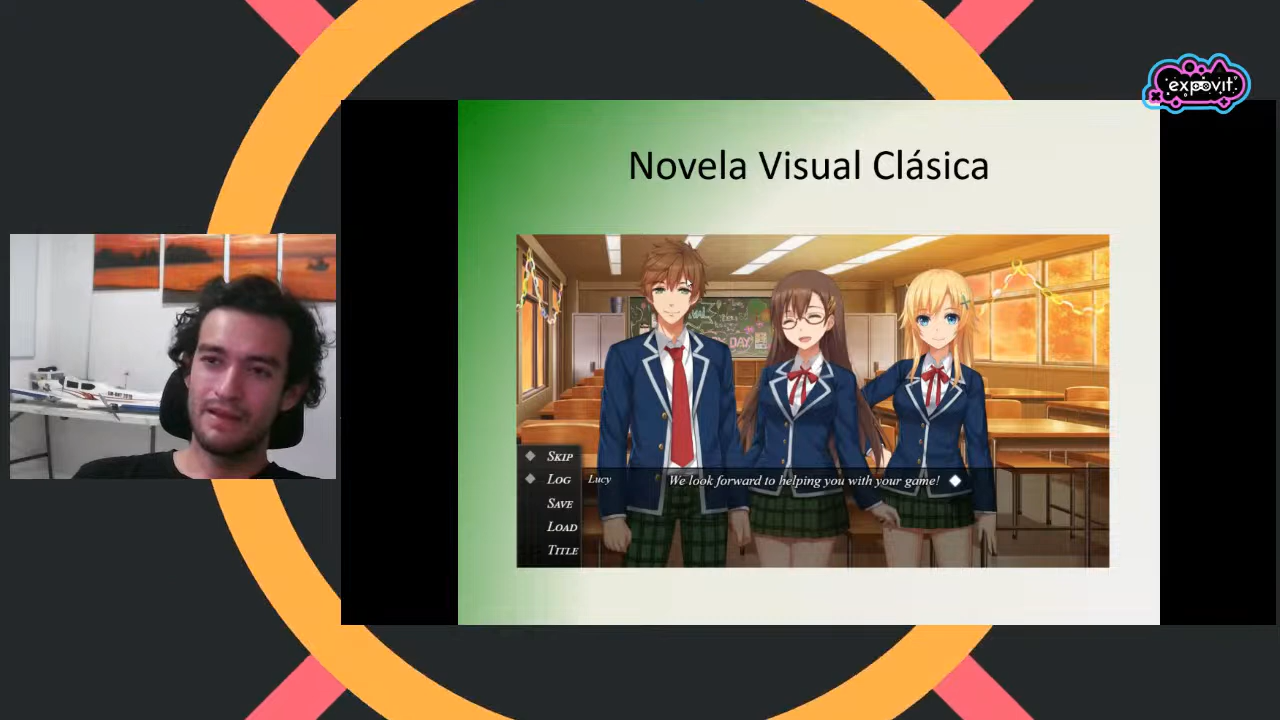 expovit.
Novela Visual Clásica
SKIP
LOG
Lucy
We look forward to helping you with your game!
SAVE
LOAD
TITLE
DAY